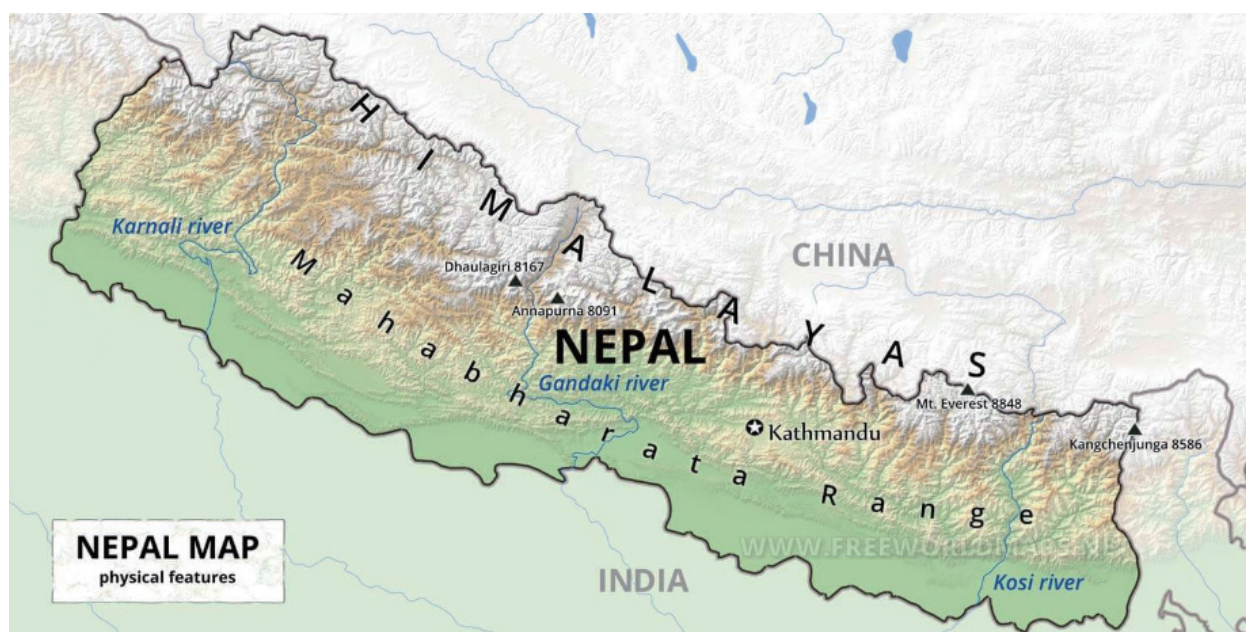 HIMALAYAS
Karnali river
CHINA
Mahabharata Range
Dhaulagiri 8167
Annapurna 8091
NEPAL
Gandaki river
Mt. Everest 8848
Kathmandu
Kangchenjunga 8586
NEPAL MAP
physical features
WWW.FREEWORLDMAPS.NET
INDIA
Kosi river